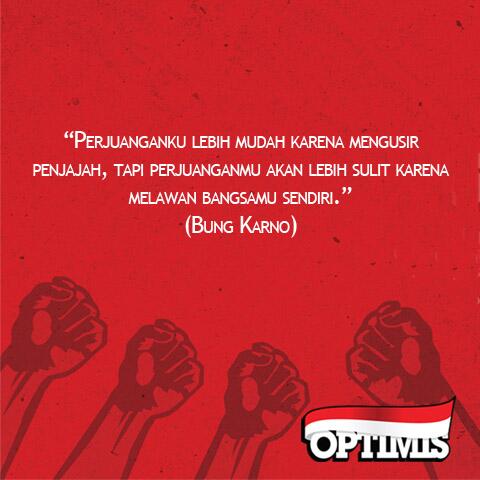 “Perjuanganku lebih mudah karena mengusir
penjajah, tapi perjuanganmu akan lebih sulit karena
melawan bangsamu sendiri.”
(Bung Karno)
OPTIMIS